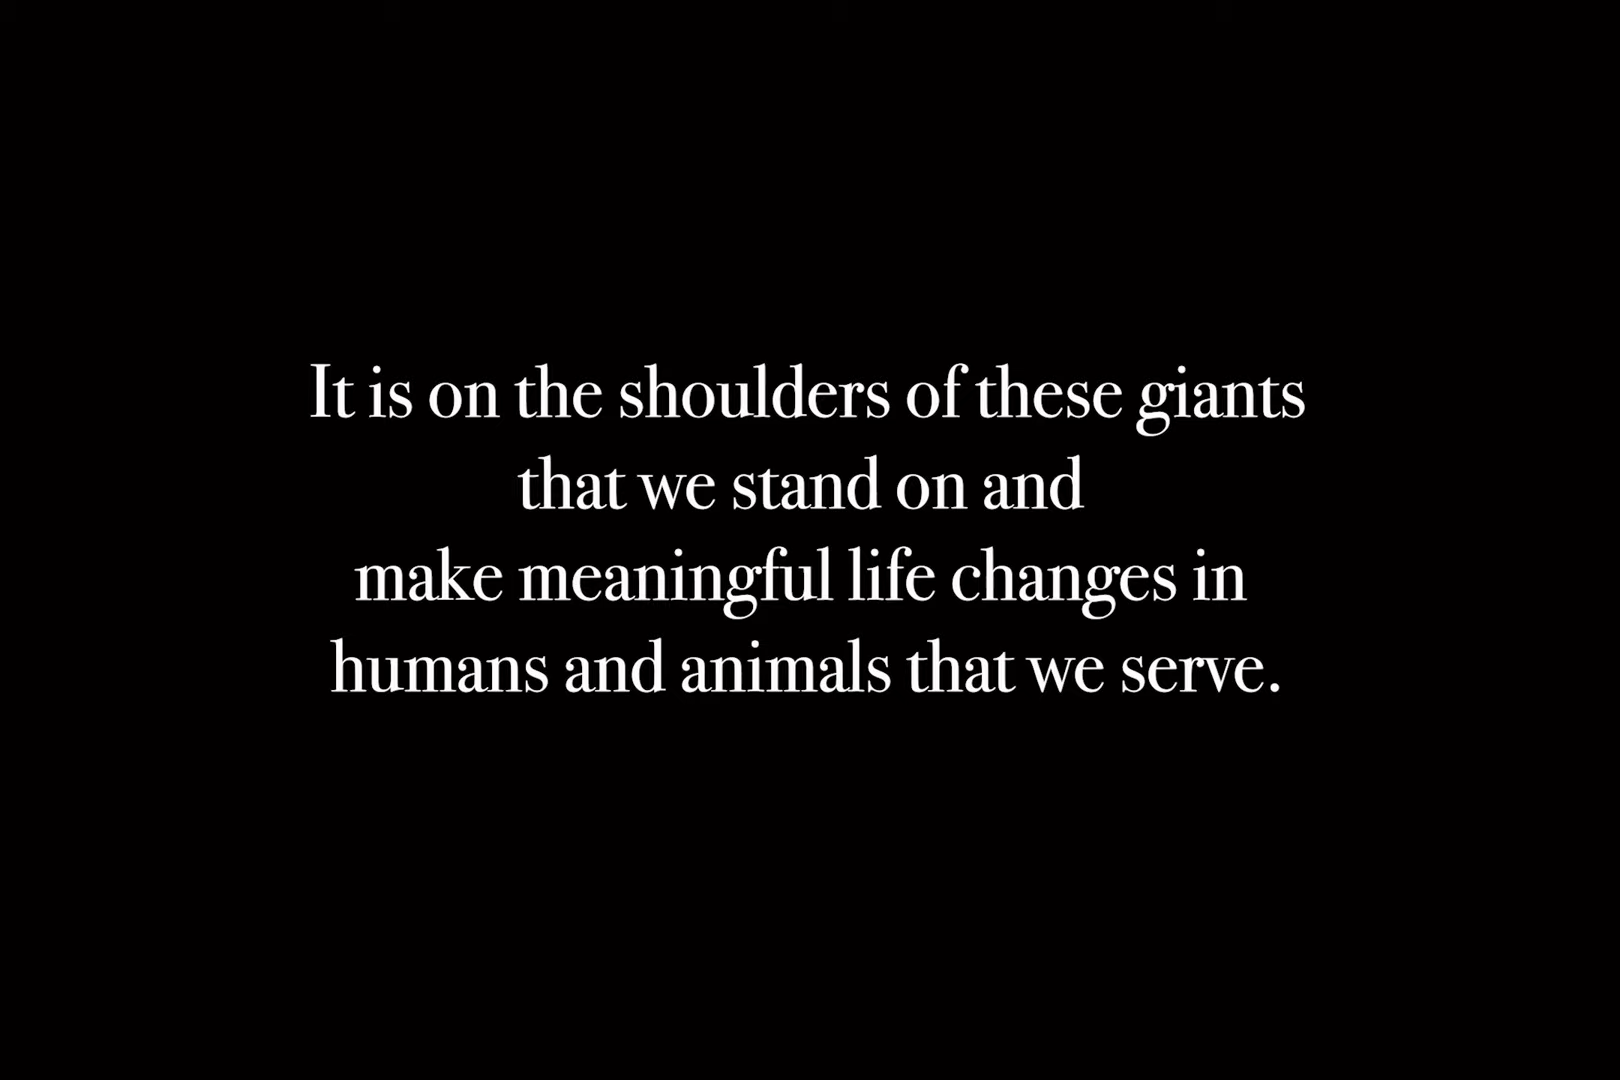 It is on the shoulders of these giants
that we stand on and
make meaningful life changes in
humans and animals that we serve.